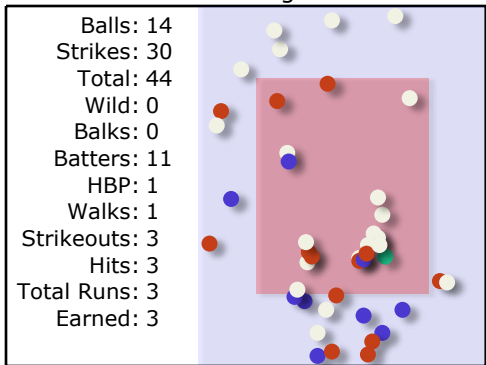 Balls: 14
Strikes: 30
Total: 44
Wild: 0
Balks: 0
Batters: 11
HBP: 1
Walks: 1
Strikeouts: 3
Hits: 3
Total Runs: 3
Earned: 3